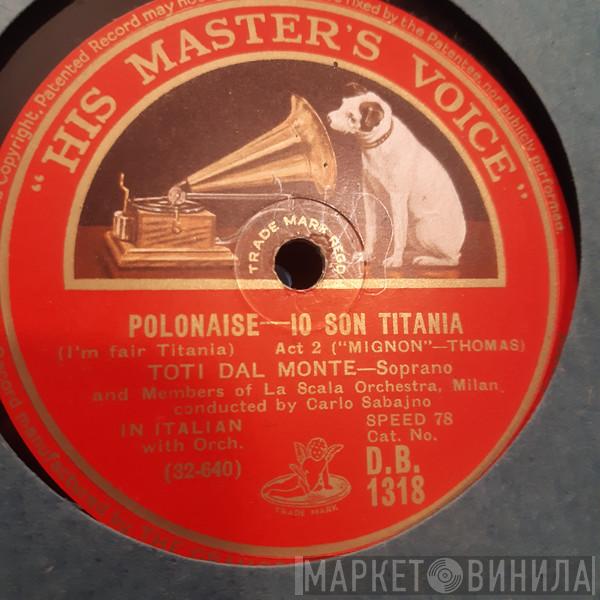 Copyright, Patented Record may not
fixed by the Patentee, nor publicly performed.
"HIS MASTER'S VOICE"
TRADE MARK REGD
POLONAISE—IO SON TITANIA
(I'm fair Titania) Act 2 ("MIGNON"—THOMAS)
TOTI DAL MONTE—Soprano
and Members of La Scala Orchestra, Milan
conducted by Carlo Sabajno
IN ITALIAN
with Orch.
SPEED 78
Cat. No.
(32-640)
D.B.
1318
TRADE MARK
Record manufactured by THE
МАРКЕТ ВИНИЛА